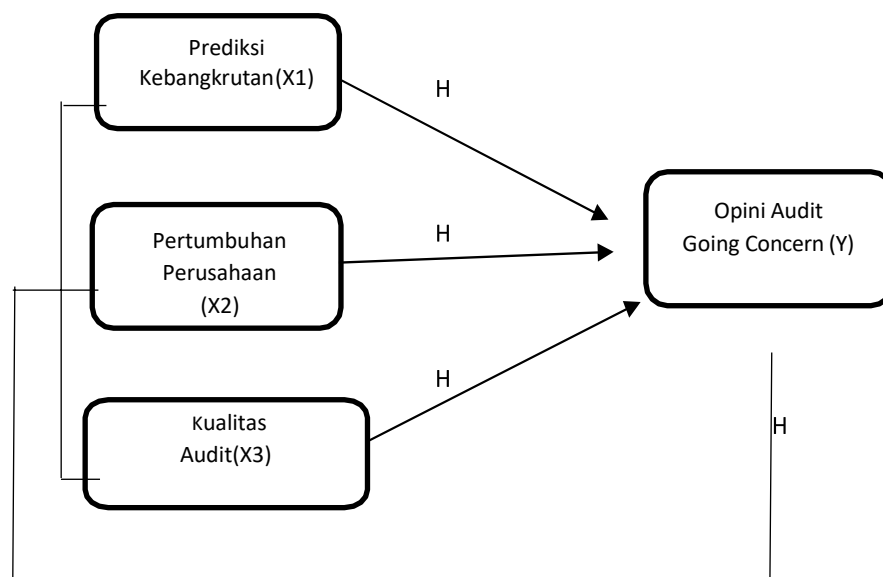 Prediksi
Kebangkrutan(X1)
H
Pertumbuhan
Perusahaan
(X2)
H
Opini Audit
Going Concern (Y)
Kualitas
Audit(X3)
H
H